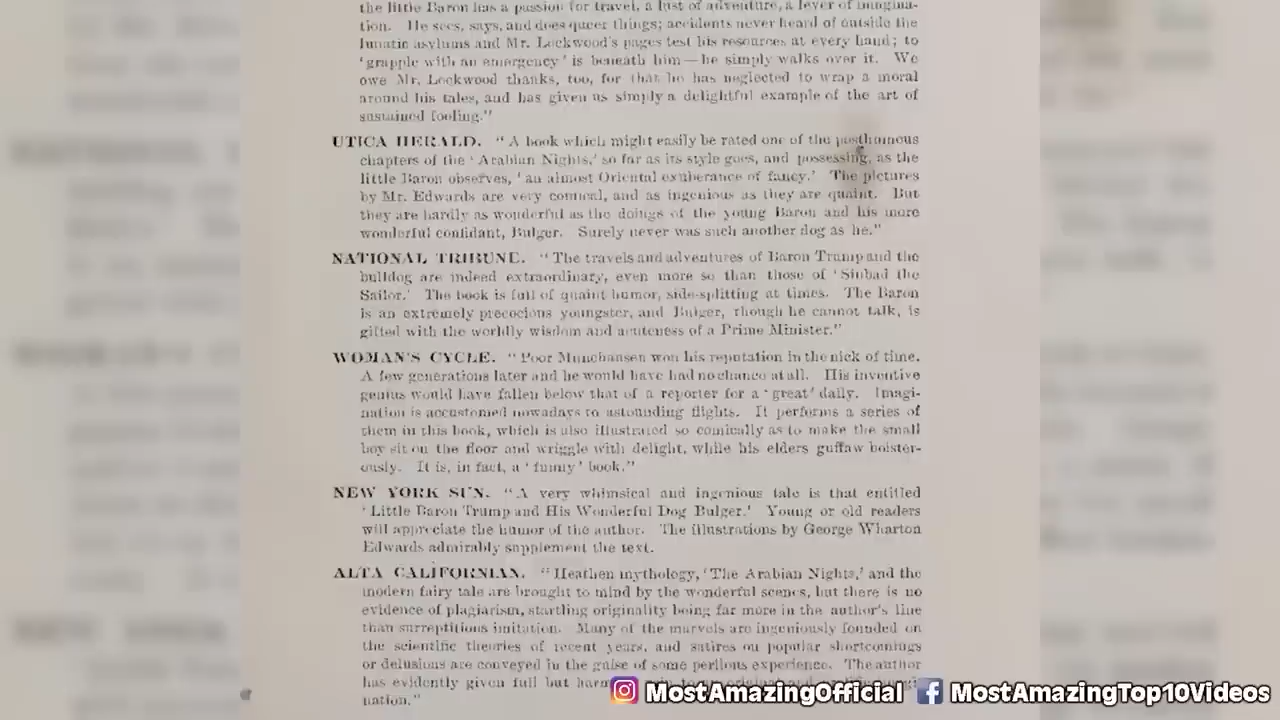 the little Baron has a passion for travel, a lust of adventure, a fever of imagina-
tion. He sees, says, and does queer things; accidents never heard of outside the
lunatic asylums and Mr. Lockwood's pages test his resources at every hand; to
'grapple with an emergency' is beneath him—he simply walks over it. We
owe Mr. Lockwood thanks, too, for that he has neglected to wrap a moral
around his tales, and has given us simply a delightful example of the art of
sustained fooling."
UTICA HERALD. "A book which might easily be rated one of the posthumous
chapters of the 'Arabian Nights,' so far as its style goes, and possessing, as the
little Baron observes, 'an almost Oriental exuberance of fancy.' The pictures
by Mr. Edwards are very comical, and as ingenious as they are quaint. But
they are hardly as wonderful as the doings of the young Baron and his more
wonderful confidant, Bulger. Surely never was such another dog as he."
NATIONAL TRIBUNE. "The travels and adventures of Baron Trump and the
bulldog are indeed extraordinary, even more so than those of 'Sinbad the
Sailor.' The book is full of quaint humor, side-splitting at times. The Baron
is an extremely precocious youngster, and Bulger, though he cannot talk, is
gifted with the worldly wisdom and acuteness of a Prime Minister."
WOMAN'S CYCLE. "Poor Munchausen won his reputation in the nick of time.
A few generations later and he would have had no chance at all. His inventive
genius would have fallen below that of a reporter for a 'great' daily. Imagi-
nation is accustomed nowadays to astounding flights. It performs a series of
them in this book, which is also illustrated so comically as to make the small
boy sit on the floor and wriggle with delight, while his elders guffaw boister-
ously. It is, in fact, a 'funny' book."
NEW YORK SUN. "A very whimsical and ingenious tale is that entitled
'Little Baron Trump and His Wonderful Dog Bulger.' Young or old readers
will appreciate the humor of the author. The illustrations by George Wharton
Edwards admirably supplement the text.
ALTA CALIFORNIAN. "Heathen mythology, 'The Arabian Nights,' and the
modern fairy tale are brought to mind by the wonderful scenes, but there is no
evidence of plagiarism, startling originality being far more in the author's line
than surreptitious imitation. Many of the marvels are ingeniously founded on
the scientific theories of recent years, and satires on popular shortcomings
or delusions are conveyed in the guise of some perilous experience. The author
has evidently given full but
nation."
MostAmazingOfficial MostAmazingTop10Videos